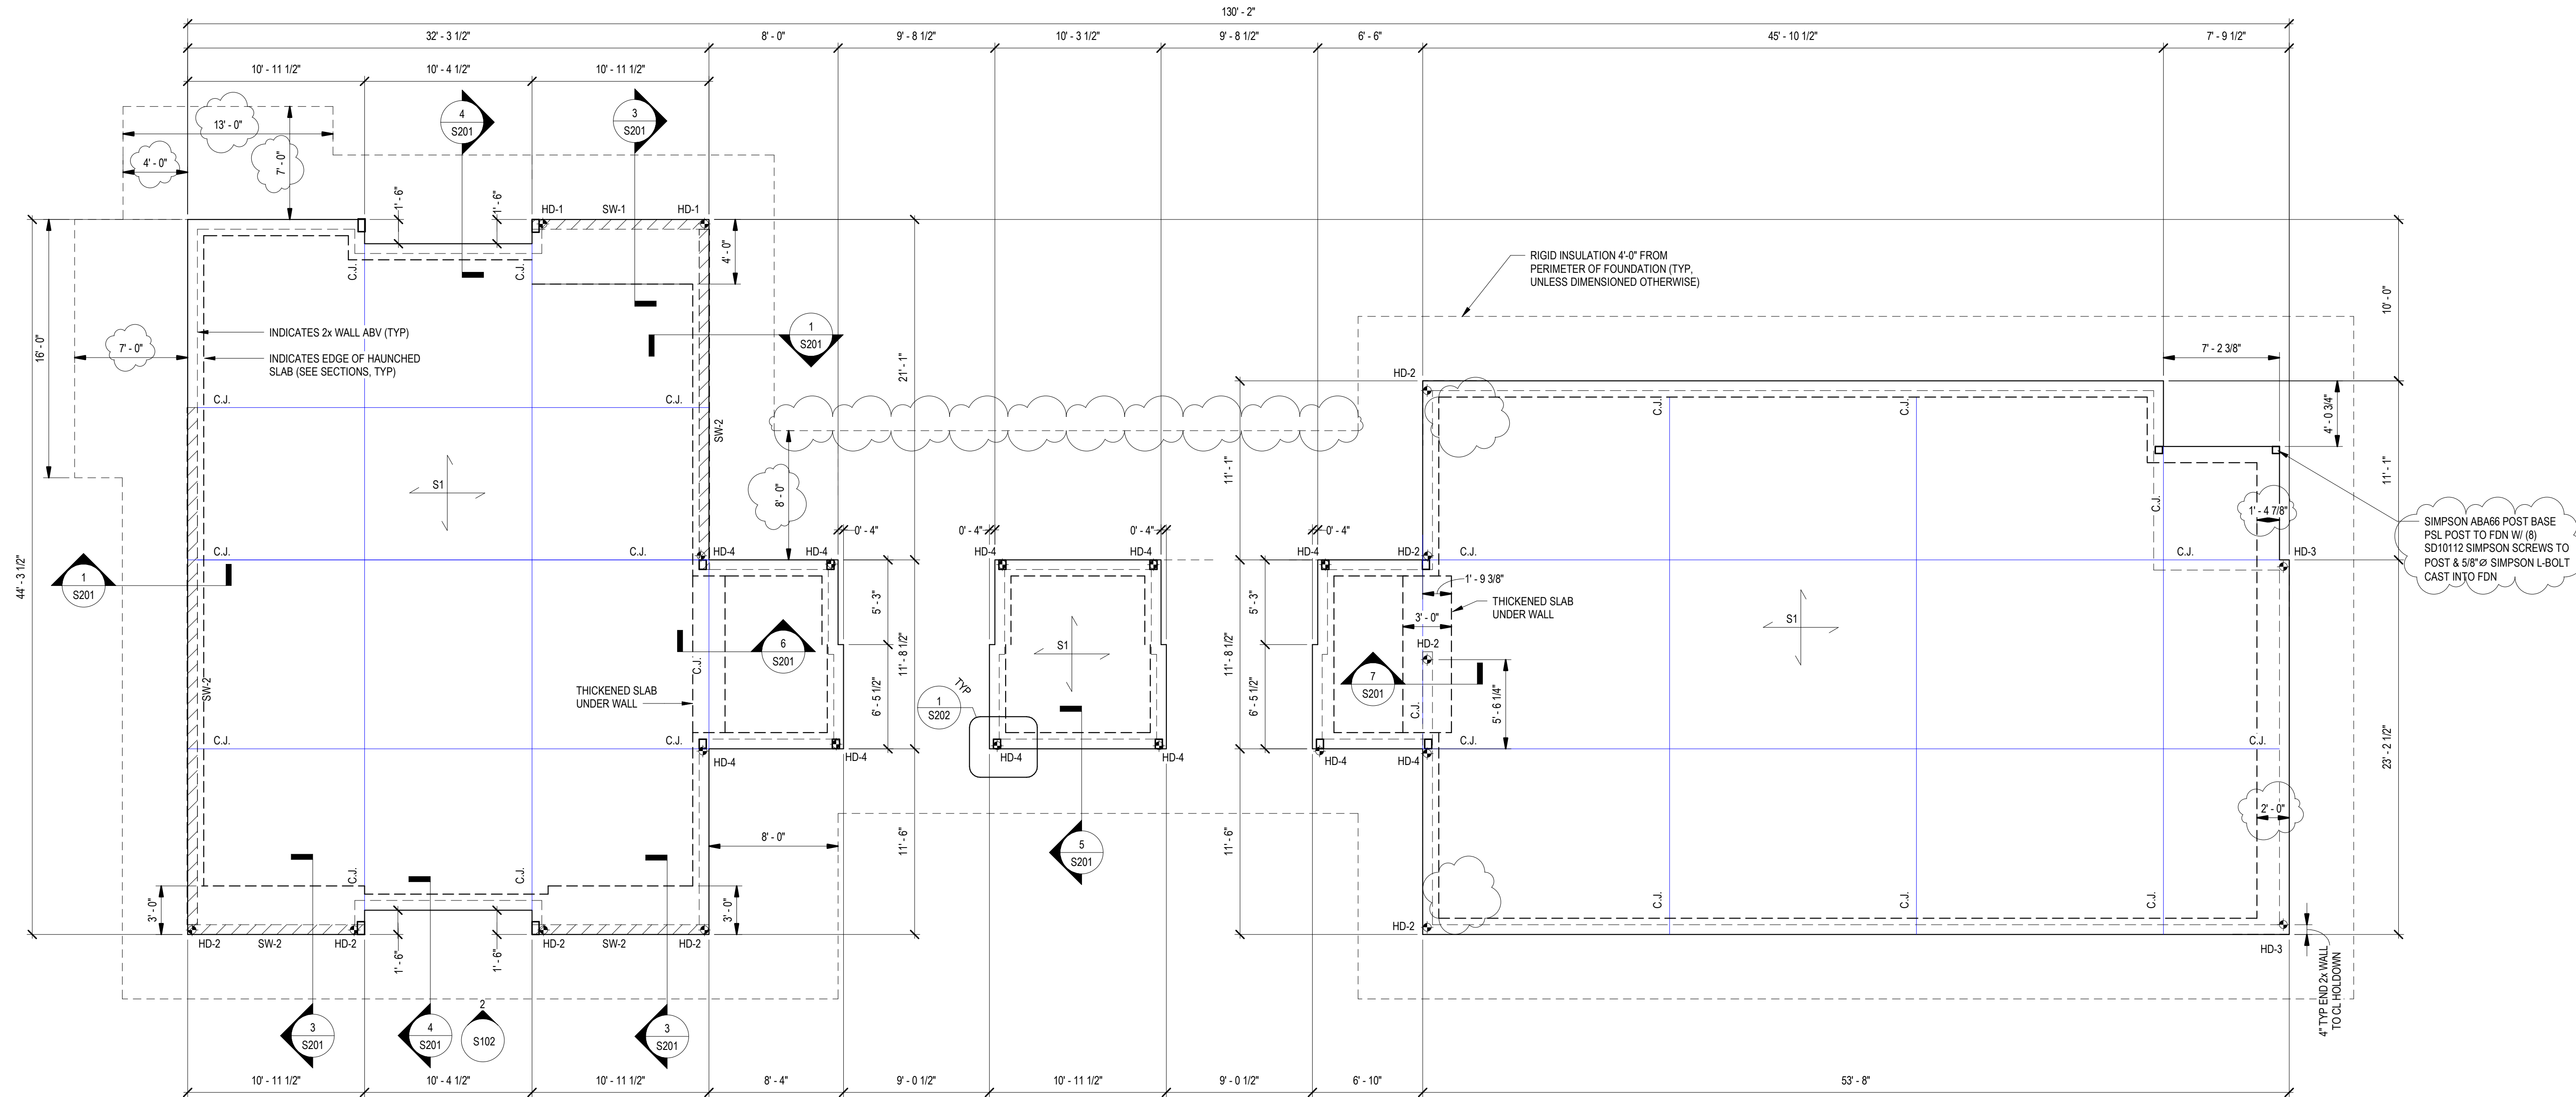 130' - 2"
32' - 3 1/2"
8' - 0"
9' - 8 1/2"
10' - 3 1/2"
9' - 8 1/2"
6' - 6"
45' - 10 1/2"
7' - 9 1/2"
10' - 11 1/2"
10' - 4 1/2"
10' - 11 1/2"
13' - 0"
4' - 0"
7' - 0"
4
S201
3
S201
1' - 6"
1' - 6"
HD-1
SW-1
HD-1
4' - 0"
C.J.
C.J.
16' - 0"
7' - 0"
INDICATES 2x WALL ABV (TYP)
INDICATES EDGE OF HAUNCHED
SLAB (SEE SECTIONS, TYP)
1
S201
21' - 1"
RIGID INSULATION 4'-0" FROM
PERIMETER OF FOUNDATION (TYP,
UNLESS DIMENSIONED OTHERWISE)
10' - 0"
7' - 2 3/8"
HD-2
4' - 0 3/4"
C.J.
C.J.
SW-2
C.J.
C.J.
S1
8' - 0"
11' - 1"
11' - 1"
C.J.
1' - 4 7/8"
SIMPSON ABA66 POST BASE
PSL POST TO FDN W/ (8)
SD10112 SIMPSON SCREWS TO
POST & 5/8"Ø SIMPSON L-BOLT
CAST INTO FDN
0' - 4"
0' - 4"
0' - 4"
0' - 4"
C.J.
C.J.
HD-4
HD-4
HD-4
HD-4
HD-4
HD-2
C.J.
C.J.
HD-3
1
S201
44' - 3 1/2"
5' - 3"
11' - 8 1/2"
6' - 5 1/2"
5' - 3"
11' - 8 1/2"
6' - 5 1/2"
1' - 9 3/8"
THICKENED SLAB
UNDER WALL
3' - 0"
HD-2
S1
S1
6
S201
C.J.
SW-2
THICKENED SLAB
UNDER WALL
TYP
1
S202
7
S201
C.J.
5' - 6 1/4"
23' - 2 1/2"
C.J.
C.J.
HD-4
HD-4
HD-4
HD-4
HD-4
HD-4
C.J.
C.J.
8' - 0"
11' - 6"
5
S201
11' - 6"
2' - 0"
C.J.
C.J.
C.J.
C.J.
C.J.
3' - 0"
3' - 0"
HD-2
SW-2
HD-2
HD-2
SW-2
HD-2
HD-2
HD-3
1' - 6"
1' - 6"
4" TYP END 2x WALL
TO CL HOLDOWN
3
S201
4
S201
2
S102
3
S201
10' - 11 1/2"
10' - 4 1/2"
10' - 11 1/2"
8' - 4"
9' - 0 1/2"
10' - 11 1/2"
9' - 0 1/2"
6' - 10"
53' - 8"